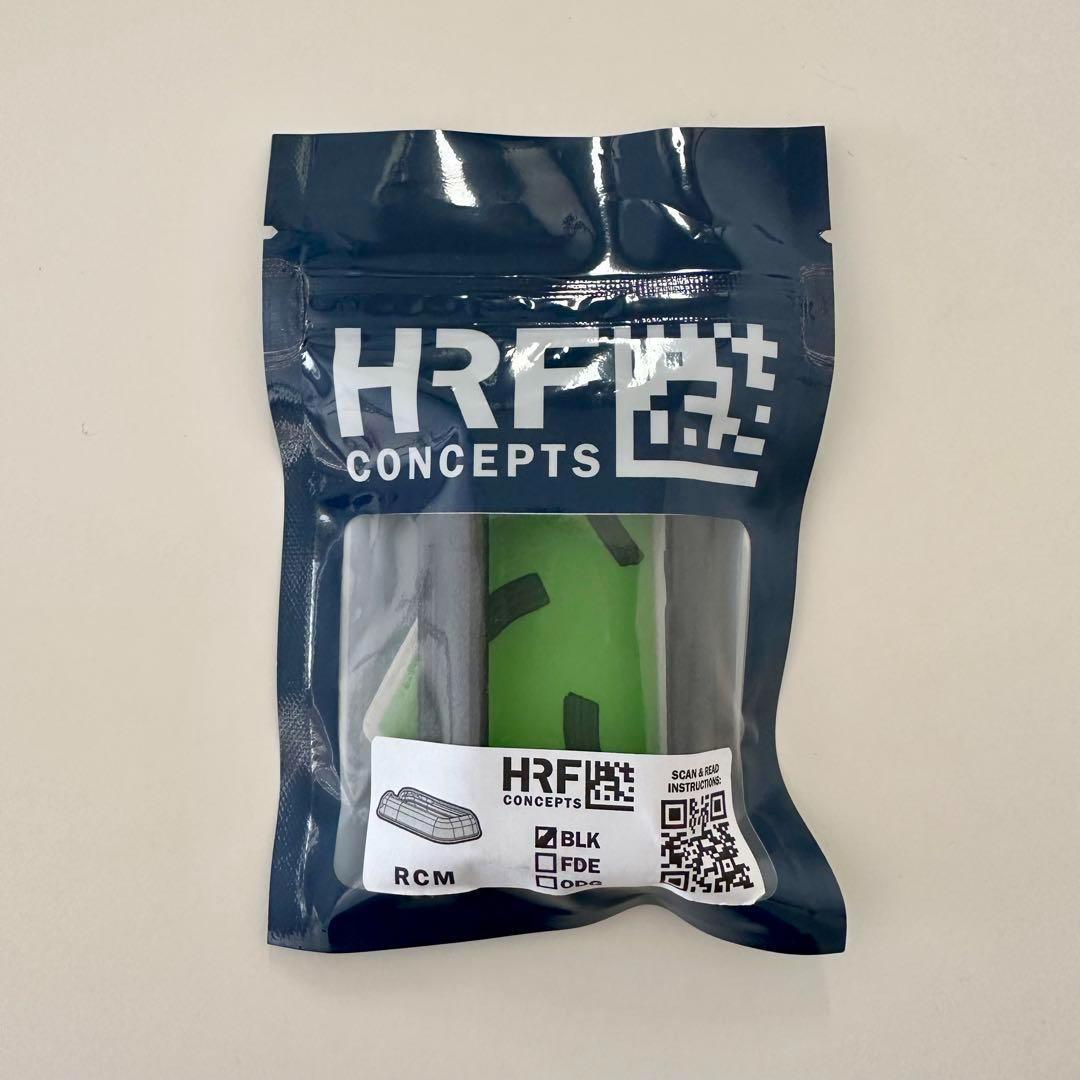 HRF
CONCEPTS
HRF
CONCEPTS
SCAN & READ
INSTRUCTIONS:
BLK
FDE
RCM